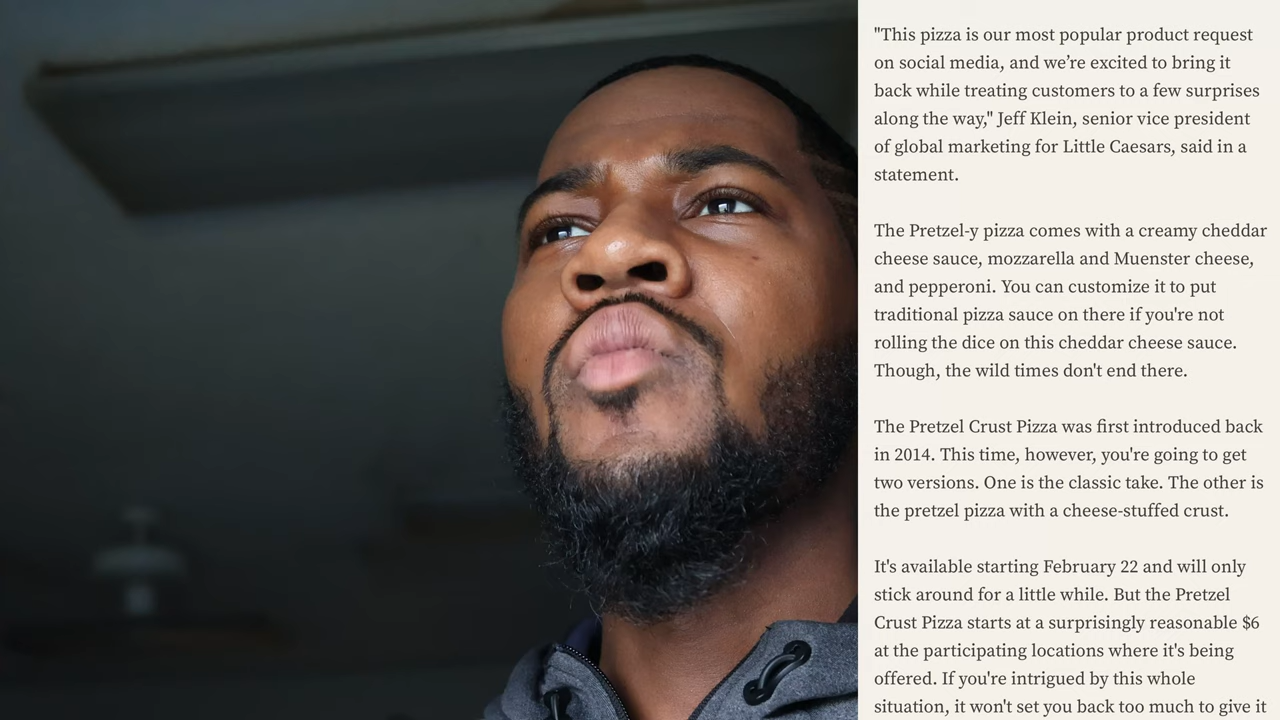 "This pizza is our most popular product request
on social media, and we’re excited to bring it
back while treating customers to a few surprises
along the way," Jeff Klein, senior vice president
of global marketing for Little Caesars, said in a
statement.
The Pretzel-y pizza comes with a creamy cheddar
cheese sauce, mozzarella and Muenster cheese,
and pepperoni. You can customize it to put
traditional pizza sauce on there if you're not
rolling the dice on this cheddar cheese sauce.
Though, the wild times don't end there.
The Pretzel Crust Pizza was first introduced back
in 2014. This time, however, you're going to get
two versions. One is the classic take. The other is
the pretzel pizza with a cheese-stuffed crust.
It's available starting February 22 and will only
stick around for a little while. But the Pretzel
Crust Pizza starts at a surprisingly reasonable $6
at the participating locations where it's being
offered. If you're intrigued by this whole
situation, it won't set you back too much to give it